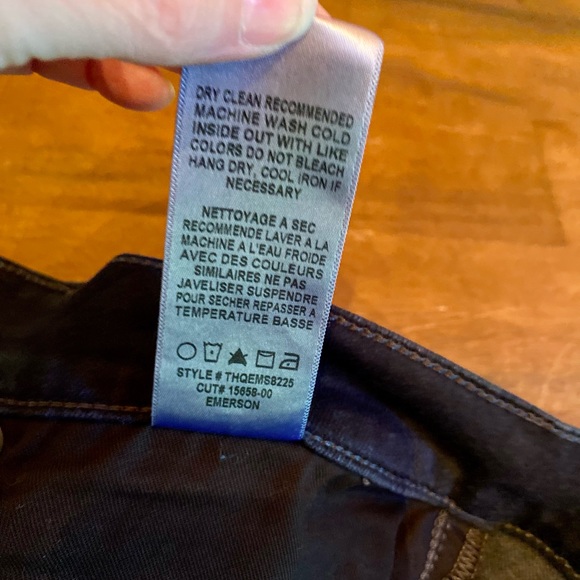 DRY CLEAN RECOMMENDED
MACHINE WASH COLD
INSIDE OUT WITH LIKE
COLORS DO NOT BLEACH
HANG DRY, COOL IRON IF
NECESSARY
NETTOYAGE A SEC
RECOMMENDE LAVER A LA
MACHINE A L'EAU FROIDE
AVEC DES COULEURS
SIMILAIRES NE PAS
JAVELISER SUSPENDRE
POUR SECHER REPASSER A
TEMPERATURE BASSE
STYLE # THQEMS8225
CUT# 15658-00
EMERSON